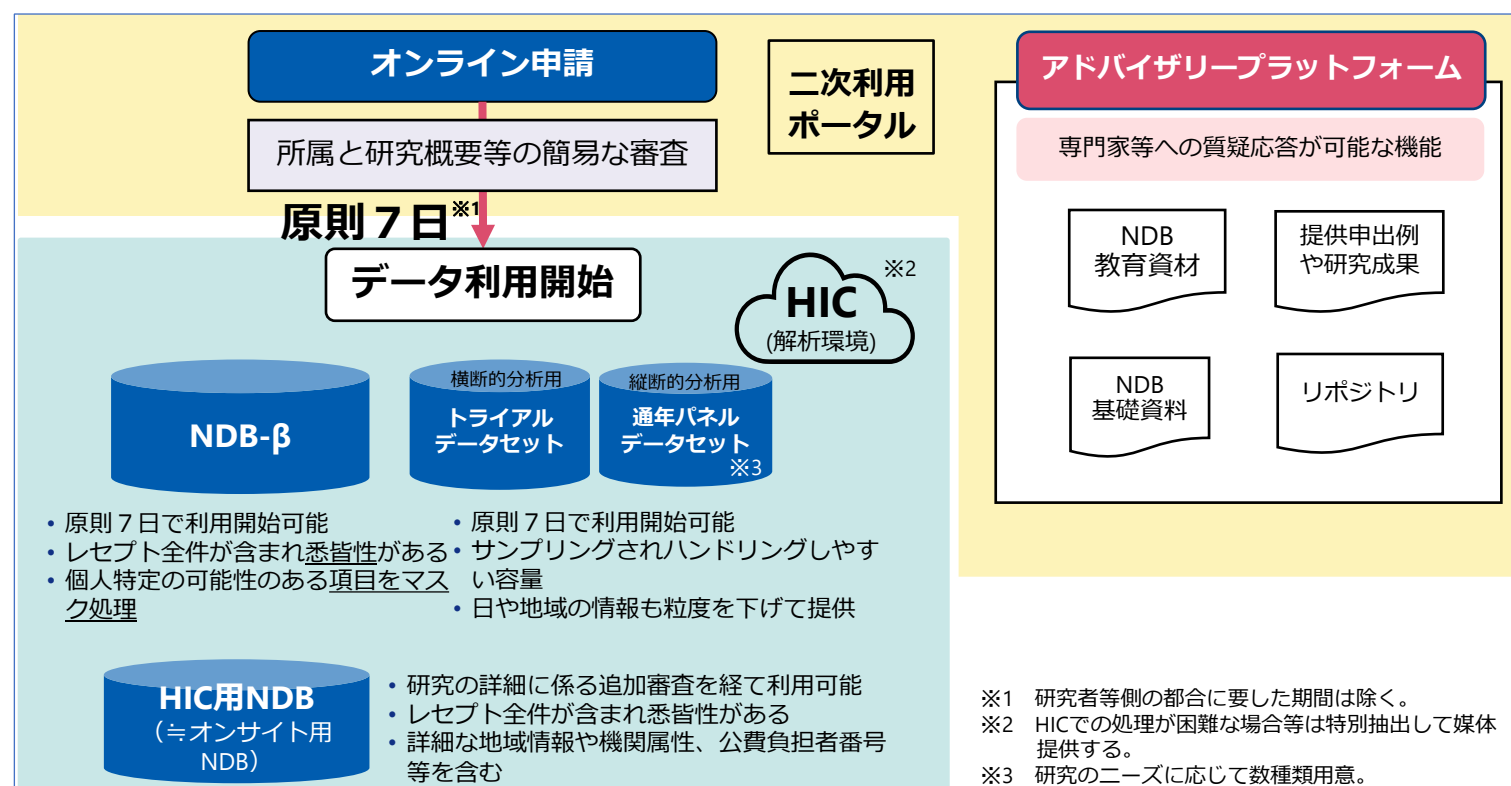 オンライン申請
所属と研究概要等の簡易な審査
原則７日※1
二次利用
ポータル
アドバイザリープラットフォーム
専門家等への質疑応答が可能な機能
NDB
教育資材
提供申出例
や研究成果
NDB
基礎資料
リポジトリ
データ利用開始
※2
HIC
(解析環境)
NDB-β
横断的分析用
トライアル
データセット
縦断的分析用
通年パネル
データセット
※3
• 原則７日で利用開始可能
• レセプト全件が含まれ悉皆性がある
• 個人特定の可能性のある項目をマス
ク処理
• 原則７日で利用開始可能
• サンプリングされハンドリングしやす
い容量
• 日や地域の情報も粒度を下げて提供
HIC用NDB
（≒オンサイト用
NDB）
• 研究の詳細に係る追加審査を経て利用可能
• レセプト全件が含まれ悉皆性がある
• 詳細な地域情報や機関属性、公費負担者番号
等を含む
※1　研究者等側の都合に要した期間は除く。
※2　HICでの処理が困難な場合等は特別抽出して媒体
提供する。
※3　研究のニーズに応じて数種類用意。